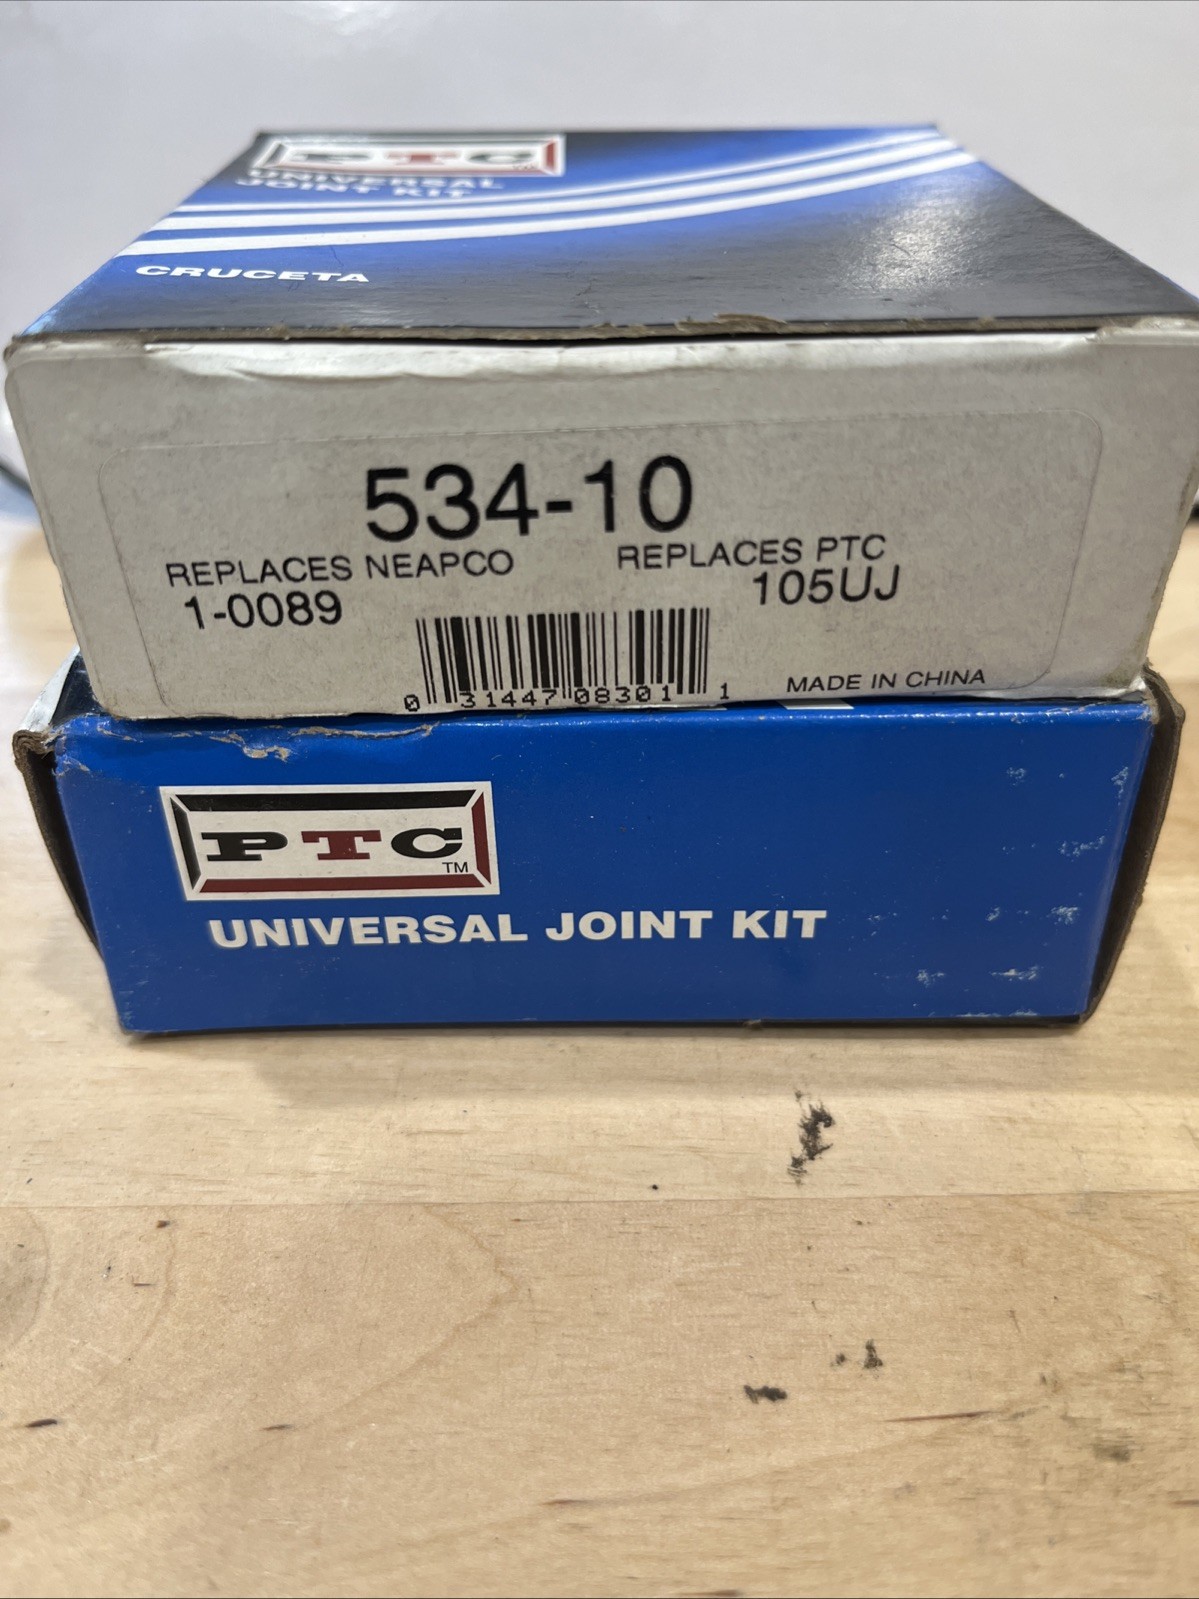 PTC
UNIVERSAL
JOINT KIT
CRUCETA
534-10
REPLACES NEAPCO
1-0089
REPLACES PTC
105UJ
0 31447 08301 1
MADE IN CHINA
PTC TM
UNIVERSAL JOINT KIT